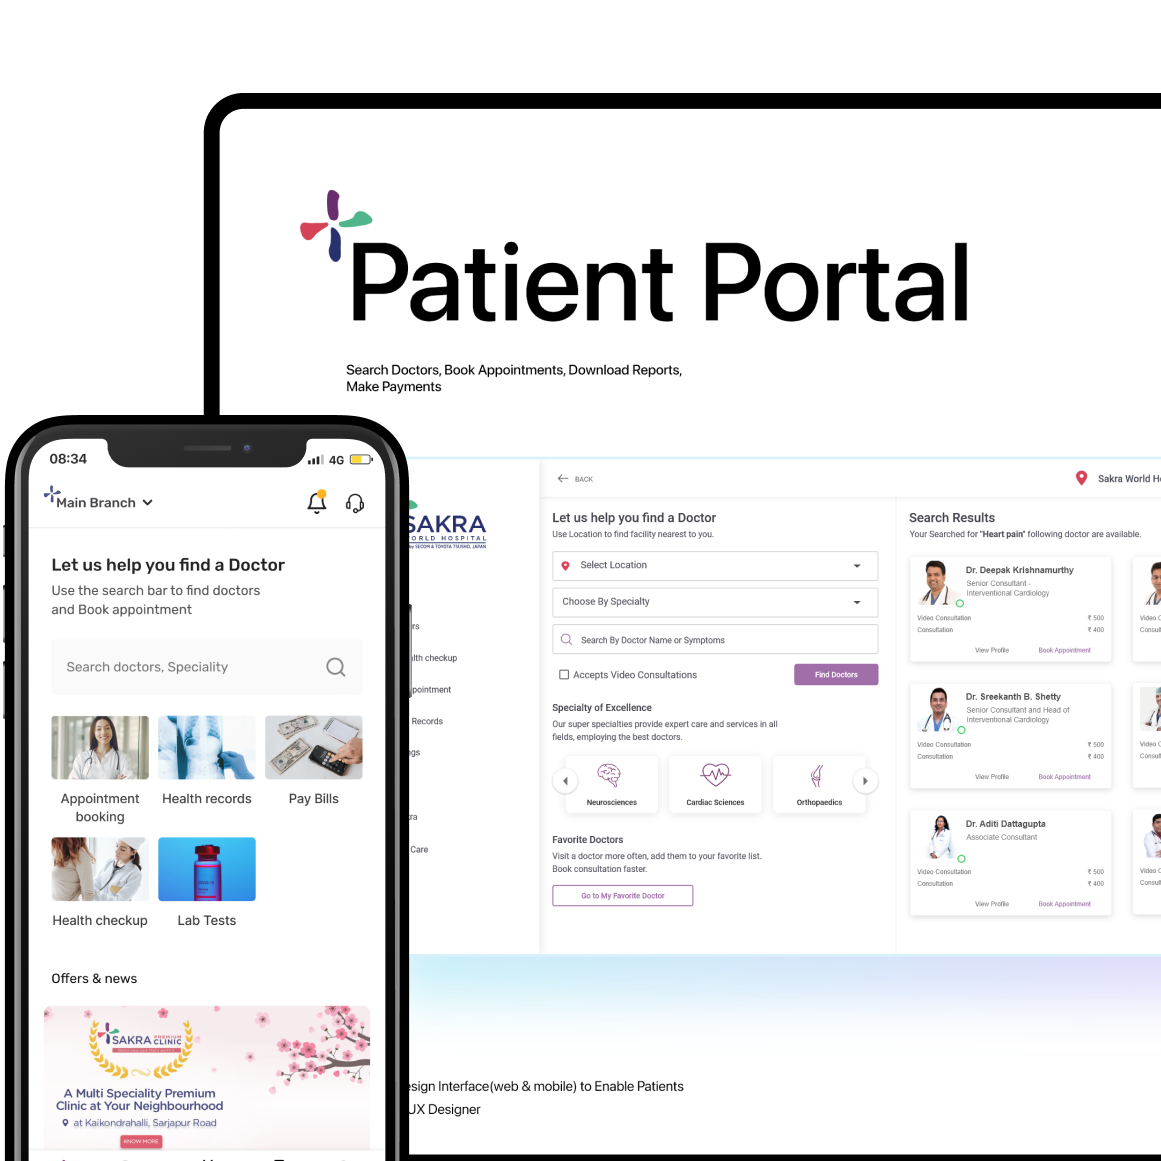 Patient Portal
Search Doctors, Book Appointments, Download Reports,
Make Payments
08:34
4G
Main Branch
Let us help you find a Doctor
Use the search bar to find doctors
and Book appointment
Search doctors, Speciality
Appointment
booking
Health records
Pay Bills
Health checkup
Lab Tests
Offers & news
SAKRA PREMIUM CLINIC
A Multi Speciality Premium
Clinic at Your Neighbourhood
at Kaikondrahalli, Sarjapur Road
KNOW MORE
SAKRA
WORLD HOSPITAL
by SECOM & TOYOTA TSUSHO, JAPAN
rs
lth checkup
pointment
Records
gs
ra
Care
BACK
Let us help you find a Doctor
Use Location to find facility nearest to you.
Select Location
Choose By Specialty
Search By Doctor Name or Symptoms
Accepts Video Consultations
Find Doctors
Specialty of Excellence
Our super specialties provide expert care and services in all
fields, employing the best doctors.
Neurosciences
Cardiac Sciences
Orthopaedics
Favorite Doctors
Visit a doctor more often, add them to your favorite list.
Book consultation faster.
Go to My Favorite Doctor
Sakra World Ho
Search Results
Your Searched for "Heart pain" following doctor are available.
Dr. Deepak Krishnamurthy
Senior Consultant -
Interventional Cardiology
Video Consultation ₹ 500
Consultation ₹ 400
View Profile Book Appointment
Video C
Consul
Dr. Sreekanth B. Shetty
Senior Consultant and Head of
Interventional Cardiology
Video Consultation ₹ 500
Consultation ₹ 400
View Profile Book Appointment
Video C
Consul
Dr. Aditi Dattagupta
Associate Consultant
Video Consultation ₹ 500
Consultation ₹ 400
View Profile Book Appointment
Video C
Consul
esign Interface(web & mobile) to Enable Patients
UX Designer